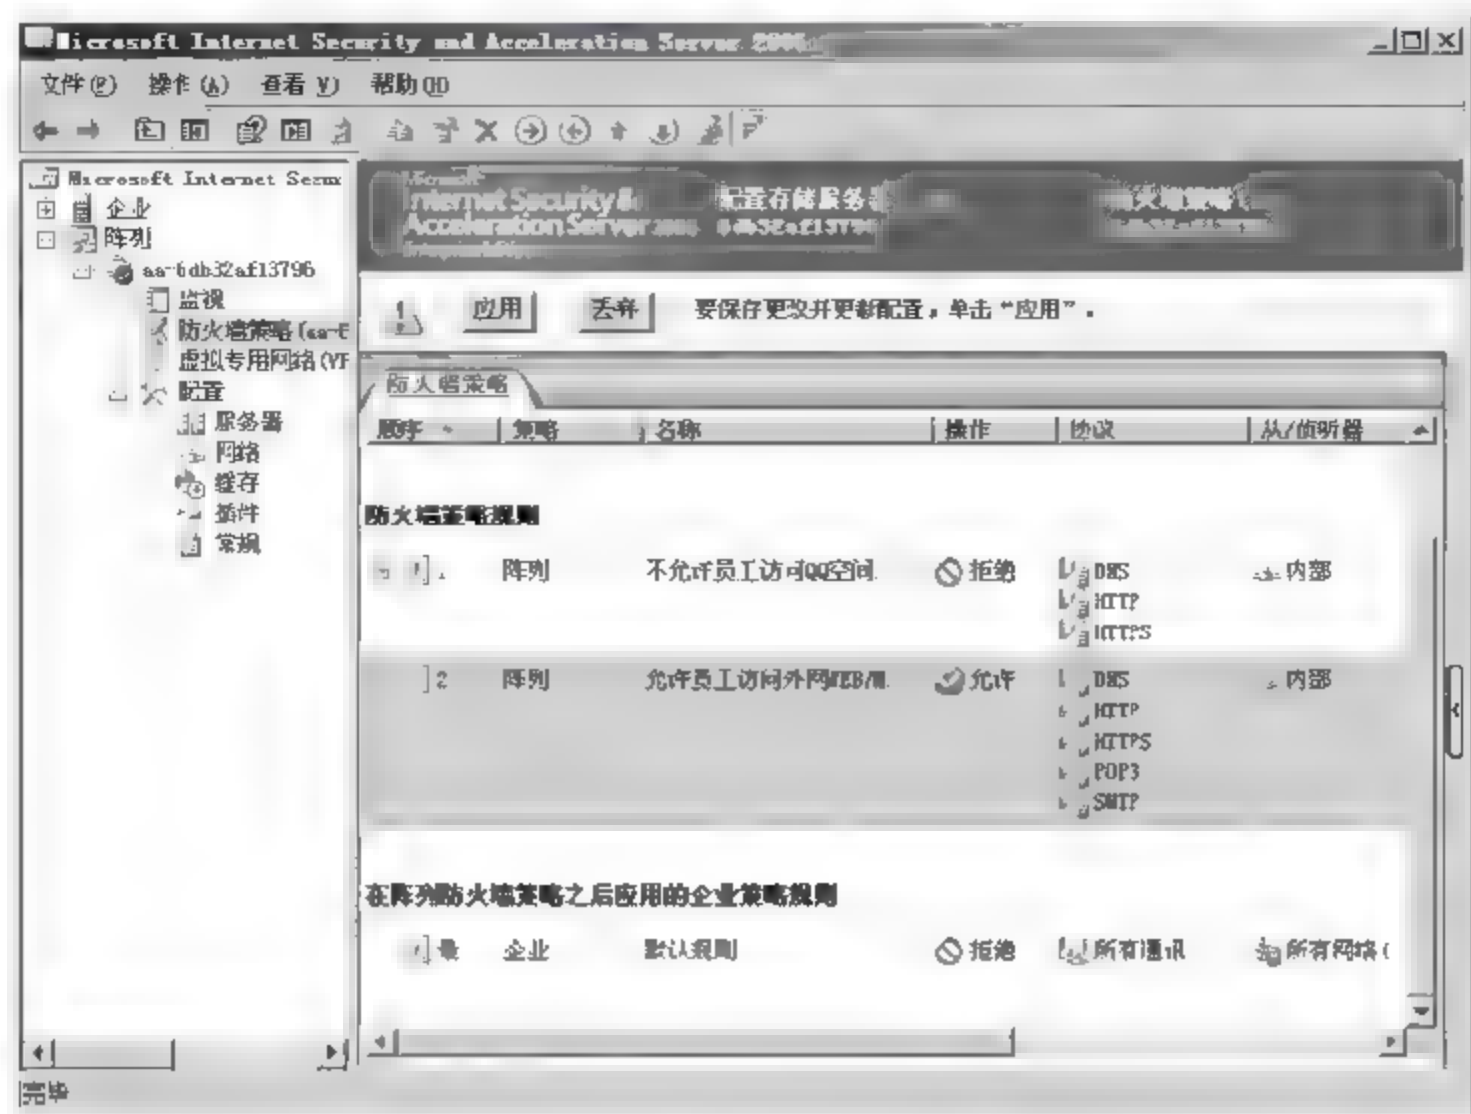 Microsoft Internet Security and Acceleration Server 2006
文件(F) 操作(A) 查看(V) 帮助(H)
Microsoft Internet Secur
企业
阵列
监视
防火墙策略(aa-6
虚拟专用网络(VP
配置
服务器
网络
缓存
插件
常规
Microsoft
Internet Security &
Acceleration Server 2006
配置存储服务器
防火墙策略
应用 丢弃 要保存更改并更新配置，单击“应用”。
防火墙策略
顺序 策略 名称 操作 协议 从/侦听器
防火墙策略规则
1 阵列 不允许员工访问QQ空间 拒绝 DNS 内部
HTTP
HTTPS
2 阵列 允许员工访问外网WEB/M. 允许 DNS 内部
HTTP
HTTPS
POP3
SMTP
在阵列防火墙策略之后应用的企业策略规则
最 企业 默认规则 拒绝 所有通讯 所有网络(
完毕